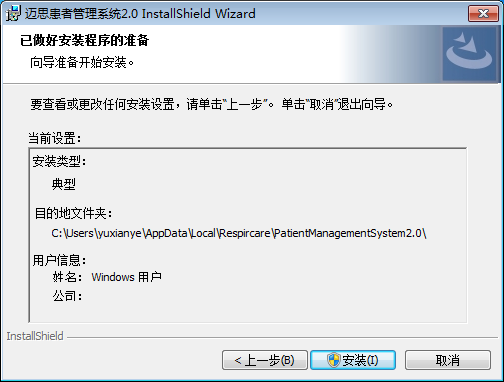 迈思患者管理系统2.0 InstallShield Wizard
已做好安装程序的准备
向导准备开始安装。
要查看或更改任何安装设置，请单击“上一步”。 单击“取消”退出向导。
当前设置:
安装类型:
典型
目的地文件夹:
C:\Users\yuxianye\AppData\Local\Respircare\PatientManagementSystem2.0\
用户信息:
姓名: Windows 用户
公司:
InstallShield
< 上一步(B)
安装(I)
取消